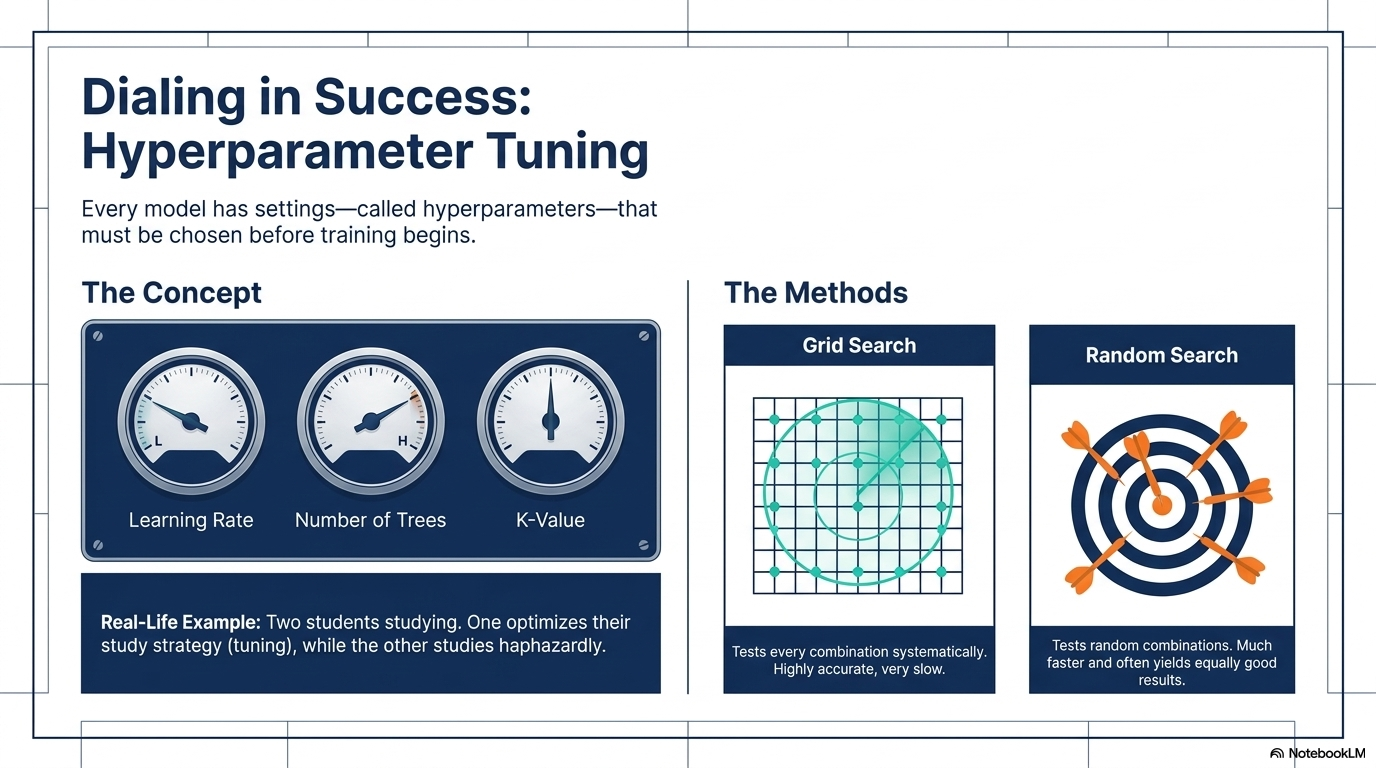 Dialing in Success:
Hyperparameter Tuning
Every model has settings—called hyperparameters—that
must be chosen before training begins.
The Concept
L
H
Learning Rate
Number of Trees
K-Value
Real-Life Example: Two students studying. One optimizes their
study strategy (tuning), while the other studies haphazardly.
The Methods
Grid Search
Tests every combination systematically.
Highly accurate, very slow.
Random Search
Tests random combinations. Much
faster and often yields equally good
results.
NotebookLM